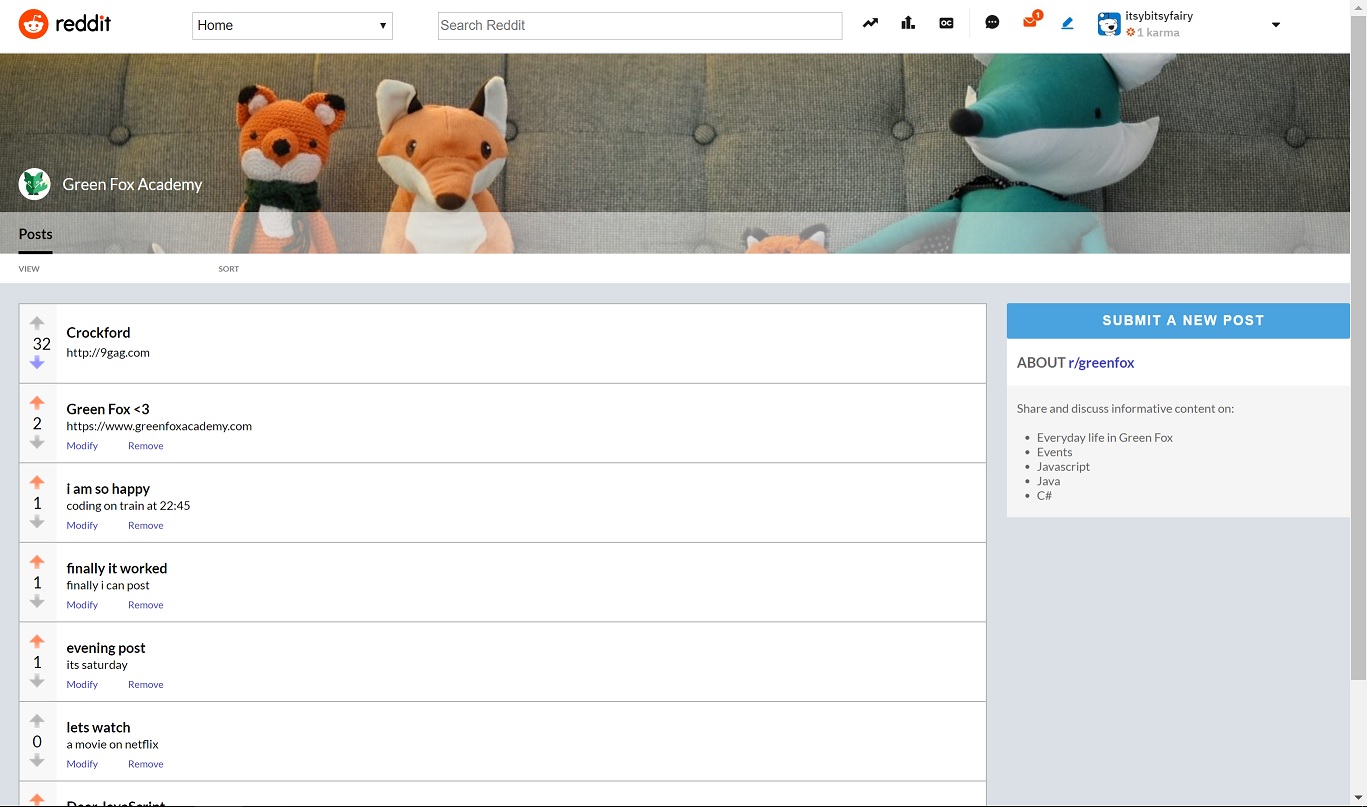 reddit
Home
Search Reddit
1
itsybitsyfairy
1 karma
Green Fox Academy
Posts
VIEW
SORT
32
Crockford
http://9gag.com
2
Green Fox <3
https://www.greenfoxacademy.com
Modify Remove
1
i am so happy
coding on train at 22:45
Modify Remove
1
finally it worked
finally i can post
Modify Remove
1
evening post
its saturday
Modify Remove
0
lets watch
a movie on netflix
Modify Remove
Dear JavaScript
SUBMIT A NEW POST
ABOUT r/greenfox
Share and discuss informative content on:
Everyday life in Green Fox
Events
Javascript
Java
C#